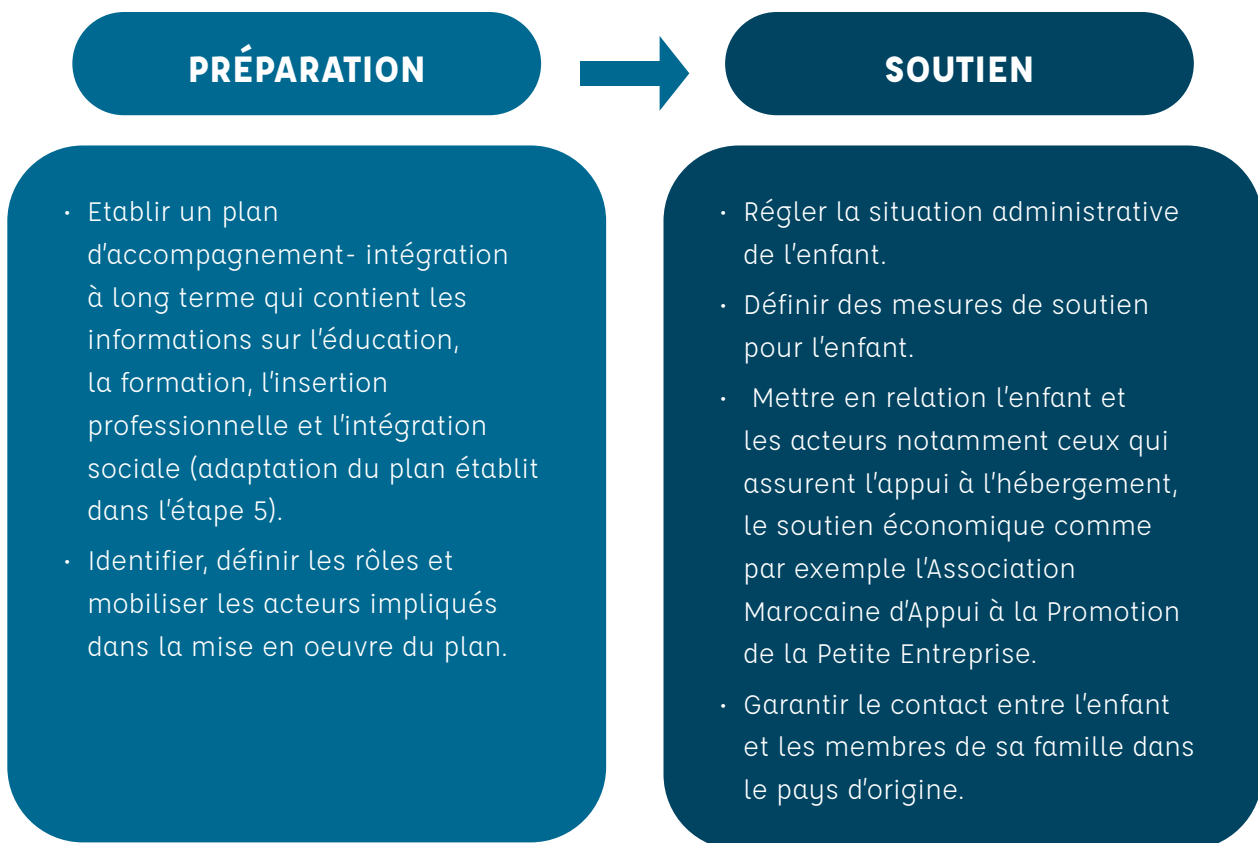 PRÉPARATION
· Etablir un plan
d'accompagnement- intégration
à long terme qui contient les
informations sur l'éducation,
la formation, l'insertion
professionnelle et l'intégration
sociale (adaptation du plan établit
dans l'étape 5).
· Identifier, définir les rôles et
mobiliser les acteurs impliqués
dans la mise en oeuvre du plan.
SOUTIEN
· Régler la situation administrative
de l'enfant.
· Définir des mesures de soutien
pour l'enfant.
· Mettre en relation l'enfant et
les acteurs notamment ceux qui
assurent l'appui à l'hébergement,
le soutien économique comme
par exemple l'Association
Marocaine d'Appui à la Promotion
de la Petite Entreprise.
· Garantir le contact entre l'enfant
et les membres de sa famille dans
le pays d'origine.